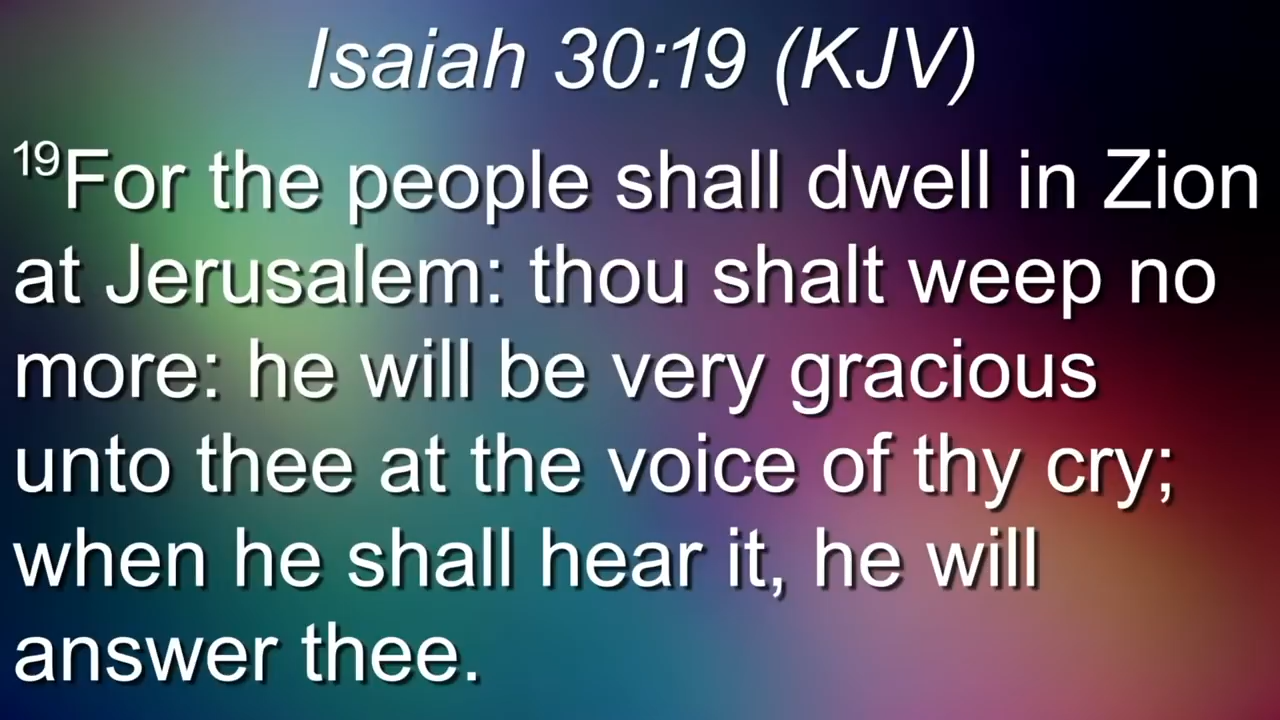 Isaiah 30:19 (KJV)
19For the people shall dwell in Zion
at Jerusalem: thou shalt weep no
more: he will be very gracious
unto thee at the voice of thy cry;
when he shall hear it, he will
answer thee.